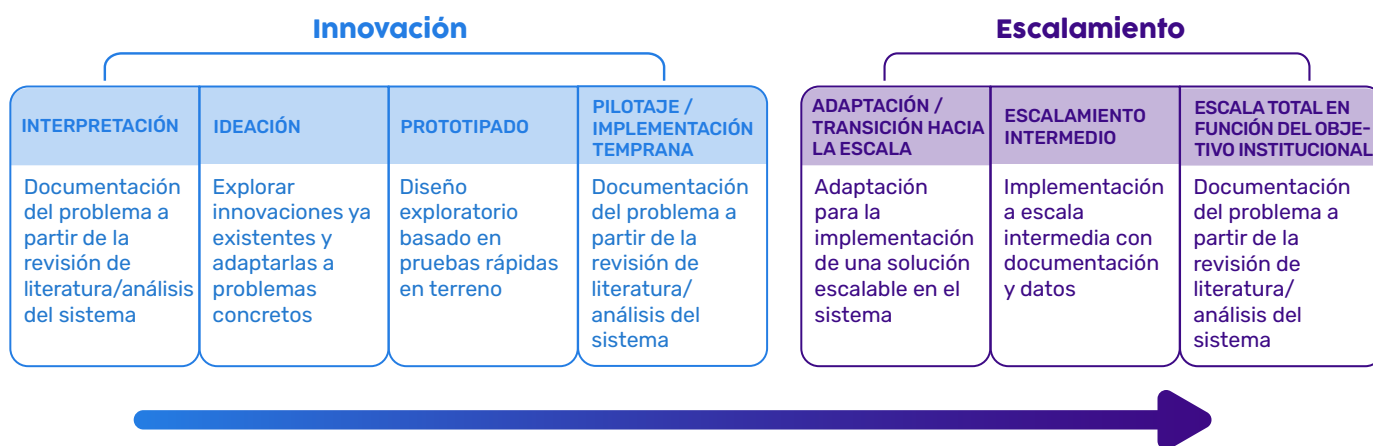 Innovación
Escalamiento
INTERPRETACIÓN
Documentación
del problema a
partir de la
revisión de
literatura/análisis
del sistema
IDEACIÓN
Explorar
innovaciones ya
existentes y
adaptarlas a
problemas
concretos
PROTOTIPADO
Diseño
exploratorio
basado en
pruebas rápidas
en terreno
PILOTAJE /
IMPLEMENTACIÓN
TEMPRANA
Documentación
del problema a
partir de la
revisión de
literatura/
análisis del
sistema
ADAPTACIÓN /
TRANSICIÓN HACIA
LA ESCALA
Adaptación
para la
implementación
de una solución
escalable en el
sistema
ESCALAMIENTO
INTERMEDIO
Implementación
a escala
intermedia con
documentación
y datos
ESCALA TOTAL EN
FUNCIÓN DEL OBJE-
TIVO INSTITUCIONAL
Documentación
del problema a
partir de la
revisión de
literatura/
análisis del
sistema